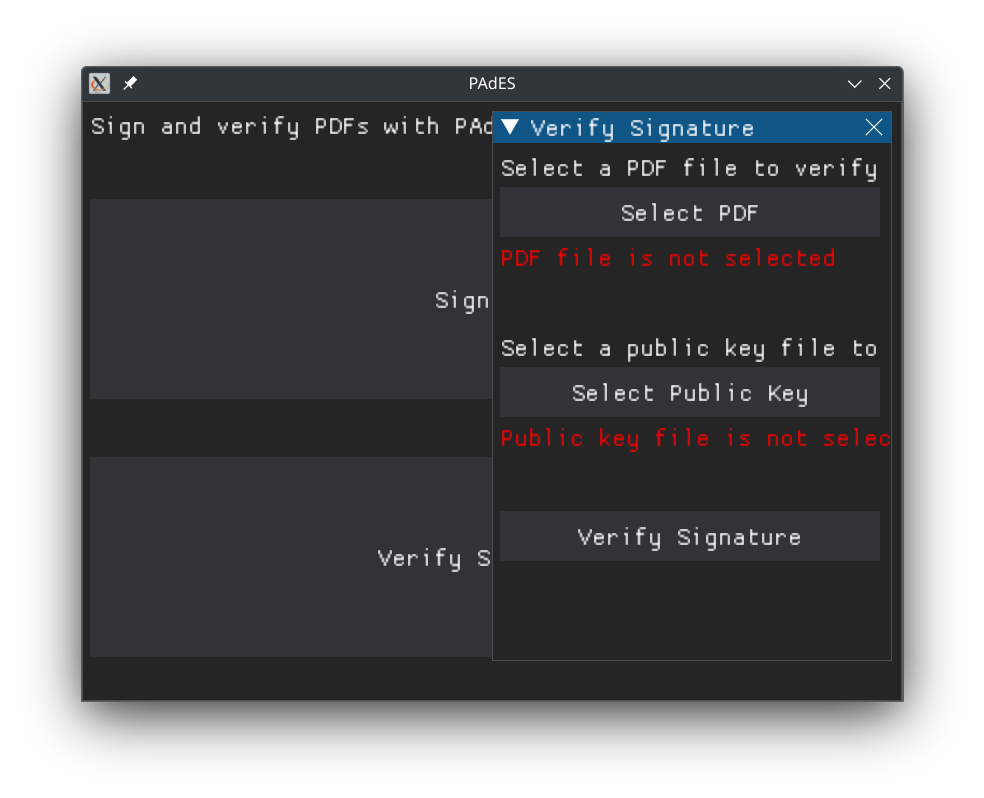 PAdES
Sign and verify PDFs with PAd
Sign
Verify S
Verify Signature
Select a PDF file to verify
Select PDF
PDF file is not selected
Select a public key file to
Select Public Key
Public key file is not selec
Verify Signature